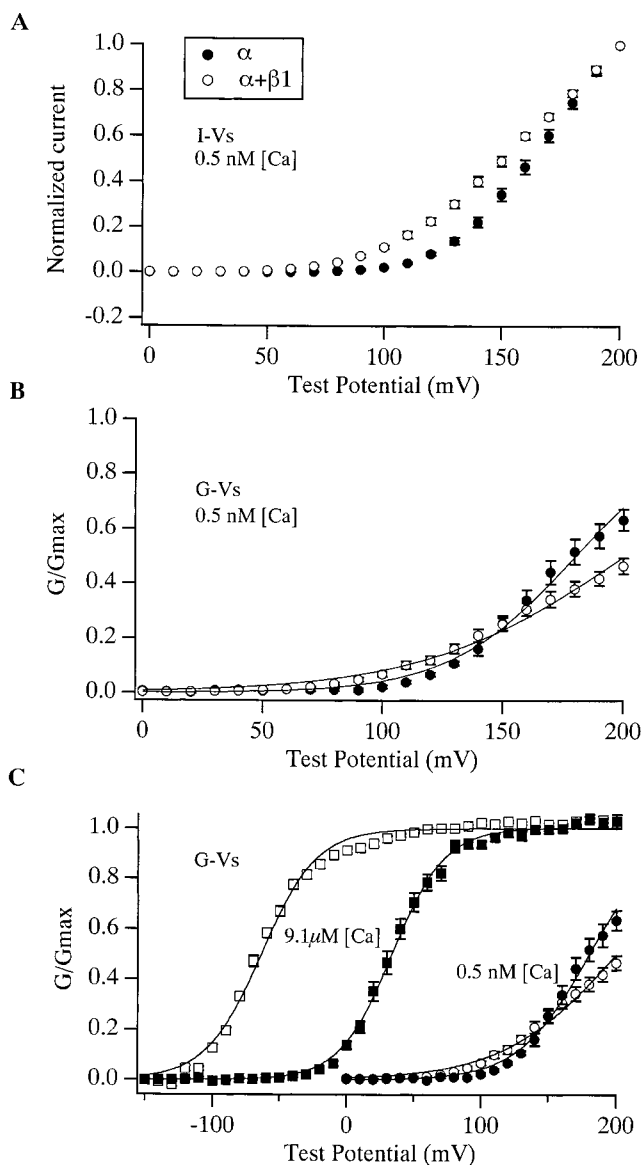 A
1.0
0.8
0.6
0.4
0.2
0.0
-0.2
Normalized current
α
α+β1
I-Vs
0.5 nM [Ca]
0 50 100 150 200
Test Potential (mV)
B
1.0
0.8
0.6
0.4
0.2
0.0
G/Gmax
G-Vs
0.5 nM [Ca]
0 50 100 150 200
Test Potential (mV)
C
1.0
0.8
0.6
0.4
0.2
0.0
G/Gmax
G-Vs
9.1μM [Ca]
0.5 nM [Ca]
-100 0 100 200
Test Potential (mV)